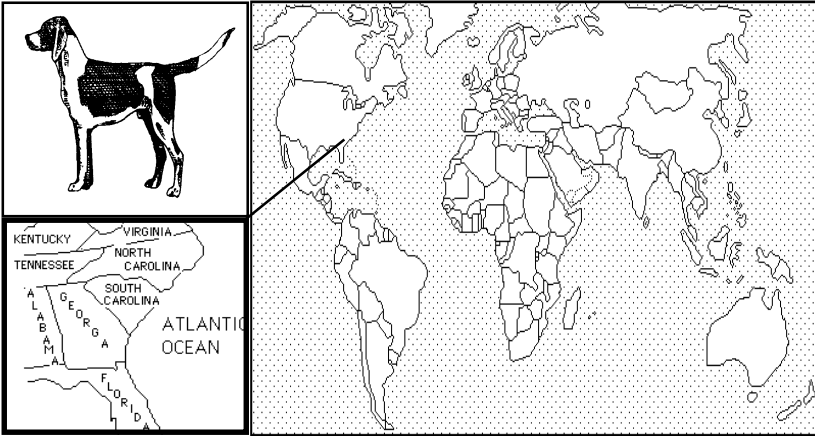 KENTUCKY
VIRGINIA
TENNESSEE
NORTH
CAROLINA
SOUTH
CAROLINA
ALABAMA
GEORGA
ATLANTIC
OCEAN
FLORIDA